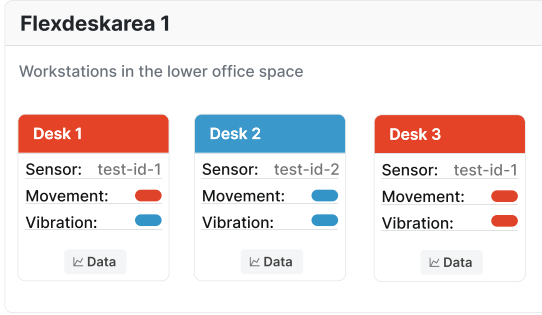 Flexdeskarea 1
Workstations in the lower office space
Desk 1
Sensor: test-id-1
Movement:
Vibration:
Data
Desk 2
Sensor: test-id-2
Movement:
Vibration:
Data
Desk 3
Sensor: test-id-1
Movement:
Vibration:
Data